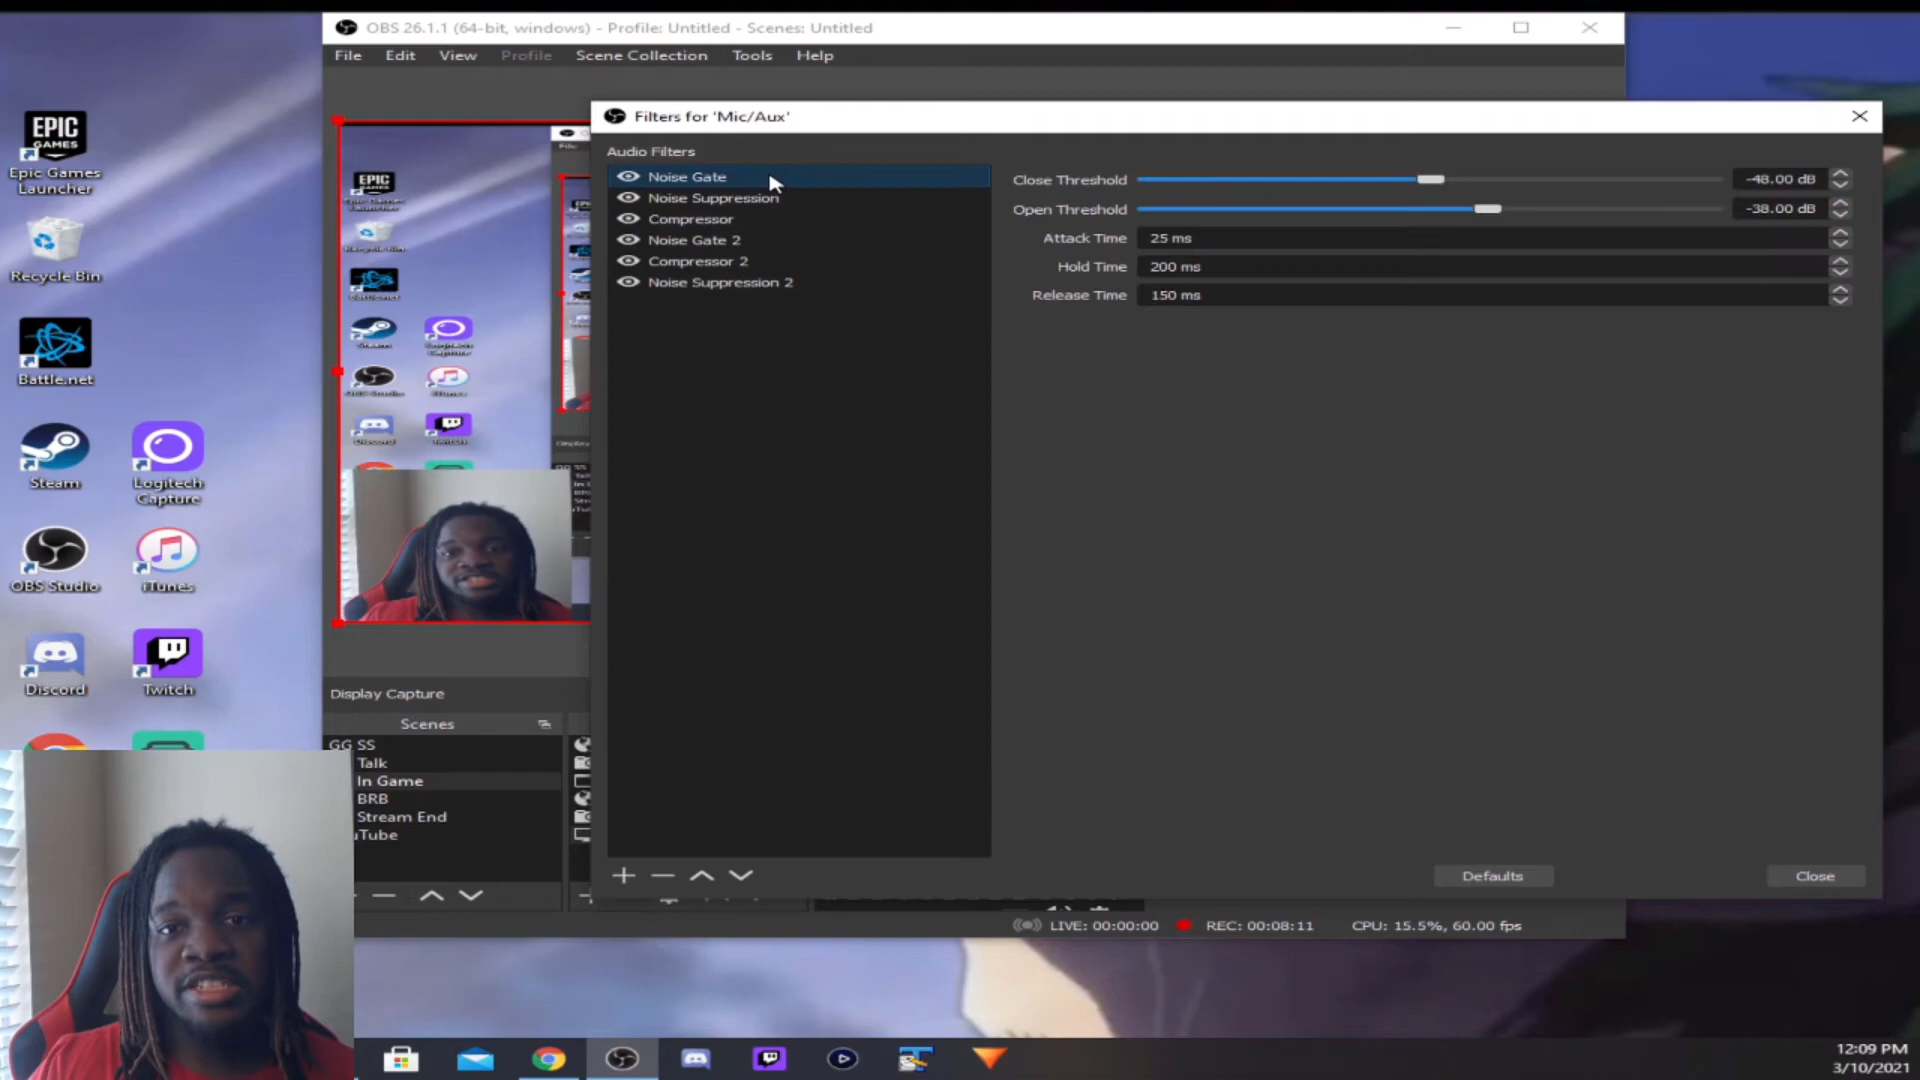 OBS 26.1.1 (64-bit, windows) - Profile: Untitled - Scenes: Untitled
File Edit View Profile Scene Collection Tools Help
Filters for 'Mic/Aux'
Audio Filters
Noise Gate
Noise Suppression
Compressor
Noise Gate 2
Compressor 2
Noise Suppression 2
Close Threshold -48.00 dB
Open Threshold -38.00 dB
Attack Time 25 ms
Hold Time 200 ms
Release Time 150 ms
Defaults
Close
EPIC GAMES
Epic Games Launcher
Recycle Bin
Battle.net
Steam
Logitech Capture
OBS Studio
iTunes
Discord
Twitch
EPIC
Display Capture
Scenes
GG SS
Talk
In Game
BRB
Stream End
uTube
LIVE: 00:00:00 REC: 00:08:11 CPU: 15.5%, 60.00 fps
12:09 PM
3/10/2021